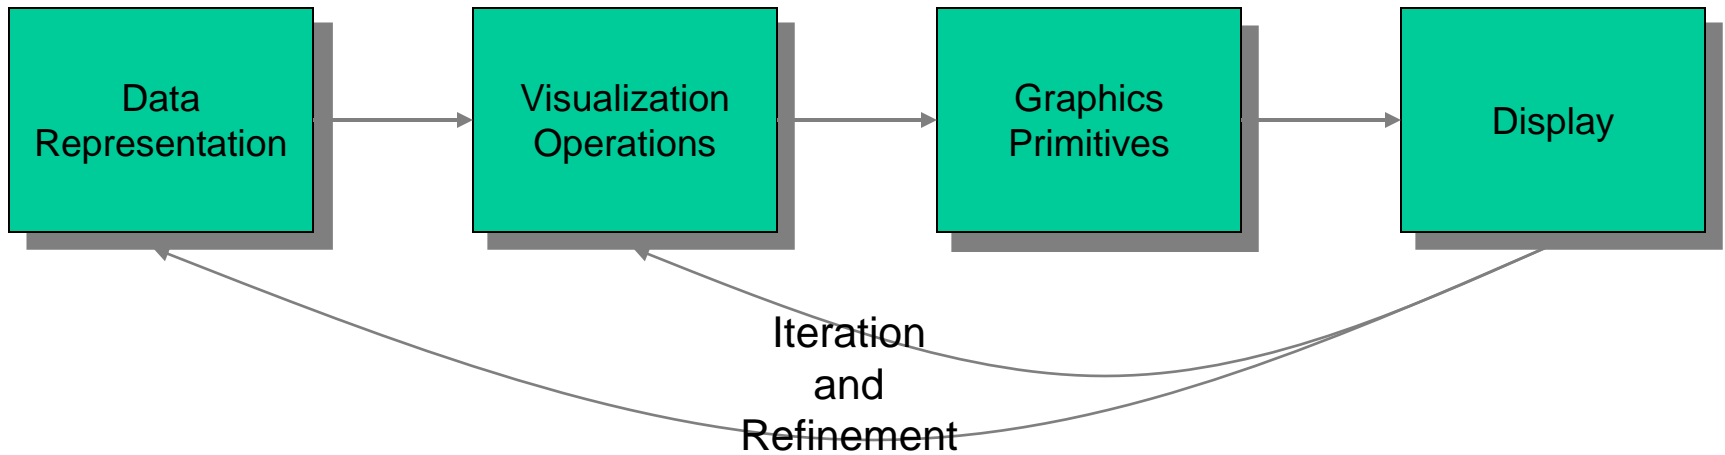 Data
Representation
Visualization
Operations
Graphics
Primitives
Display
Iteration
and
Refinement